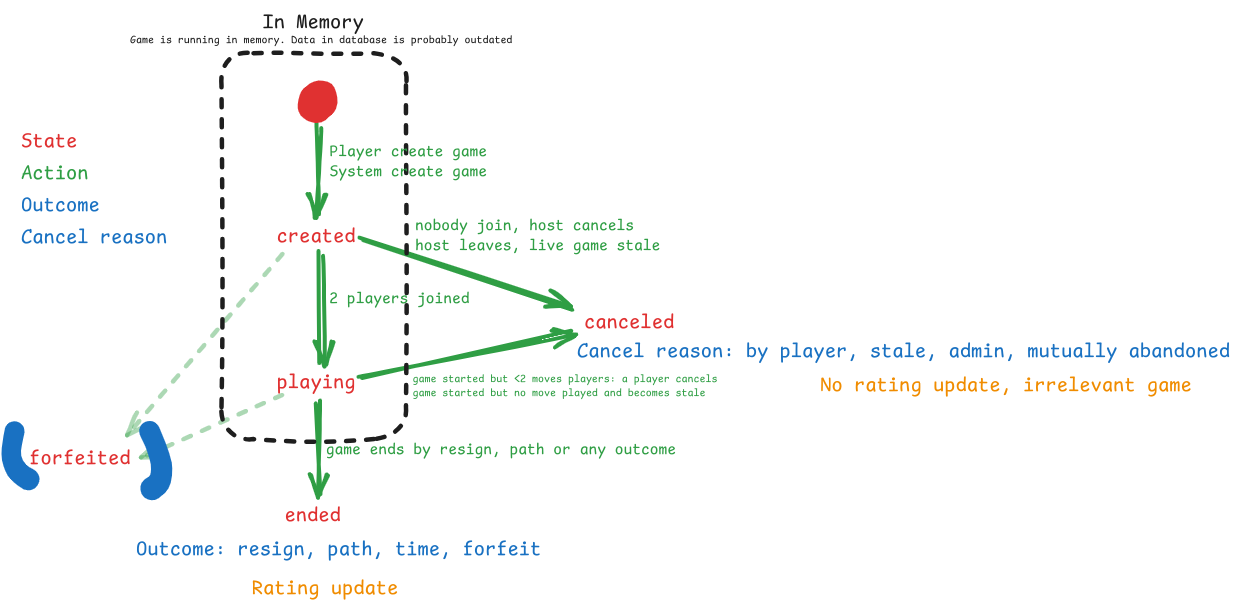 In Memory
Game is running in memory. Data in database is probably outdated
State
Action
Outcome
Cancel reason
Player create game
System create game
created
nobody join, host cancels
host leaves, live game stale
2 players joined
canceled
Cancel reason: by player, stale, admin, mutually abandoned
No rating update, irrelevant game
playing
game started but <2 moves players: a player cancels
game started but no move played and becomes stale
forfeited
game ends by resign, path or any outcome
ended
Outcome: resign, path, time, forfeit
Rating update